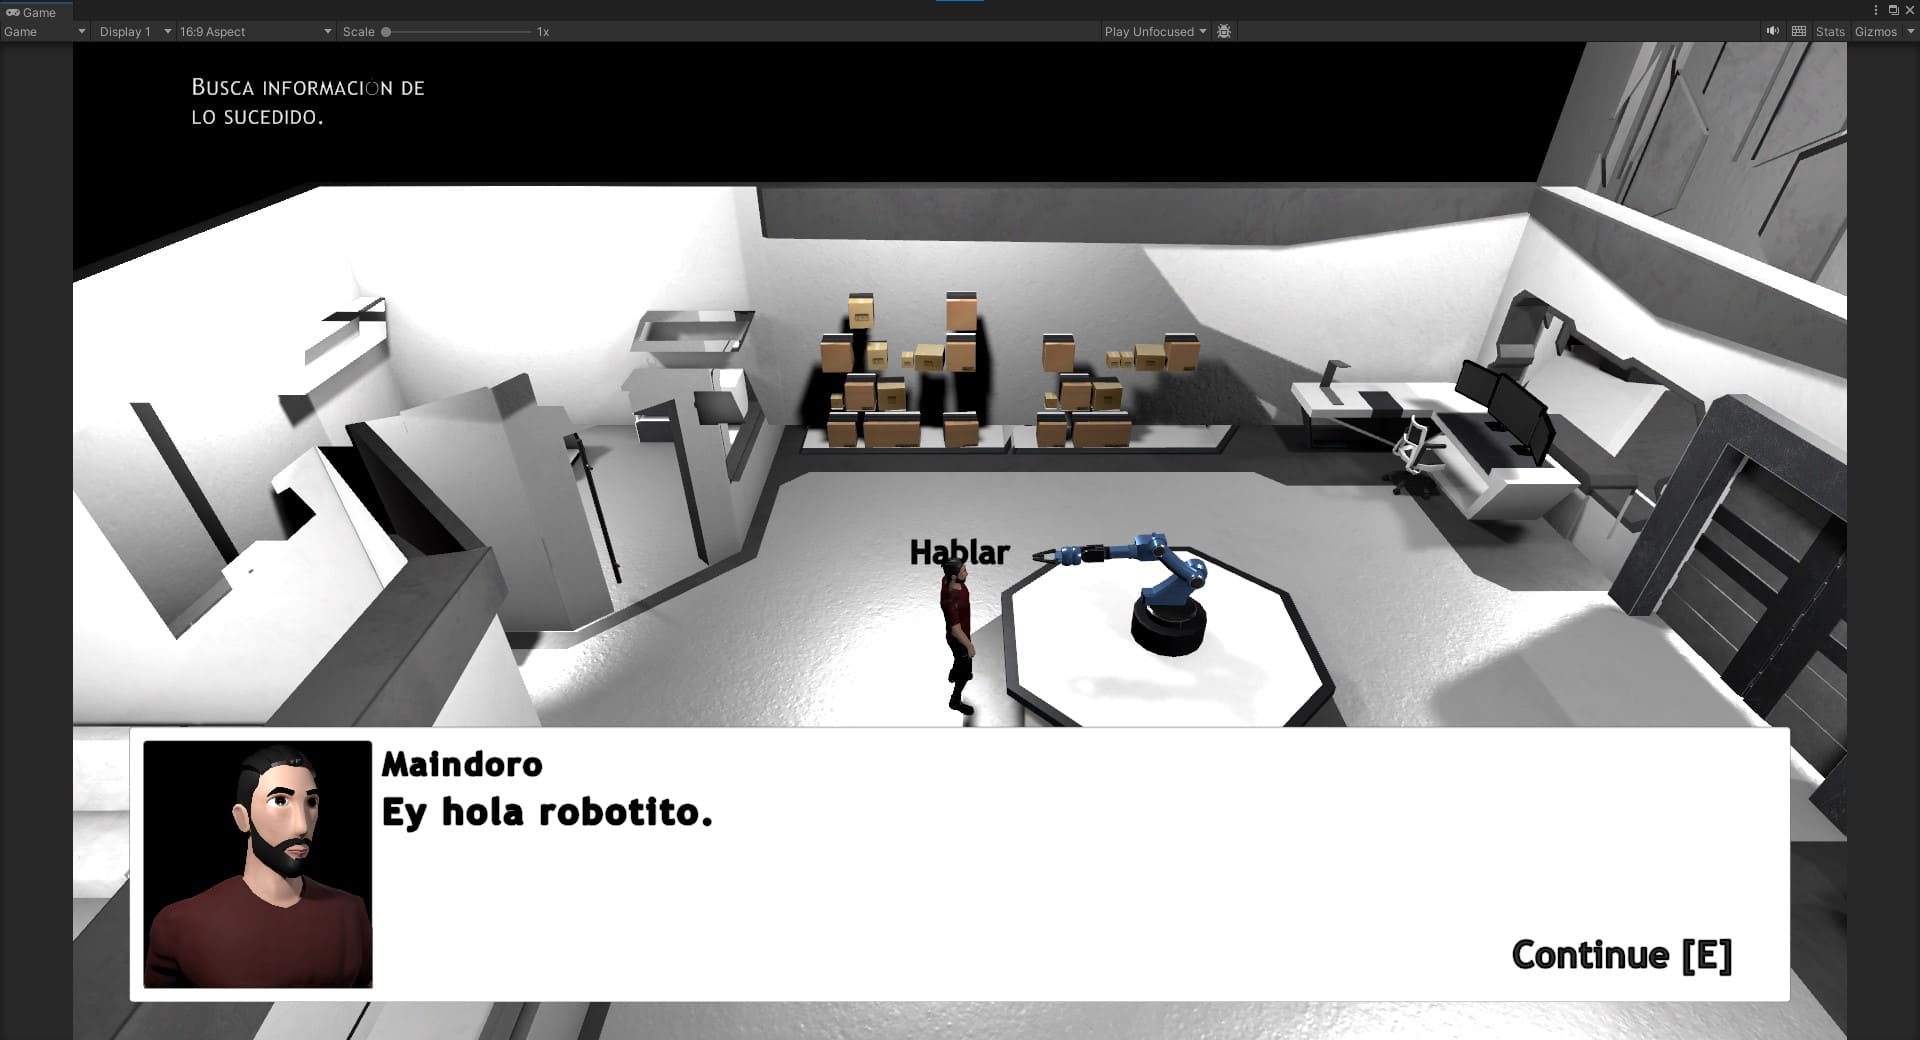 Game
Game Display 1 16:9 Aspect Scale 1x Play Unfocused Stats Gizmos
BUSCA INFORMACIÓN DE
LO SUCEDIDO.
Hablar
Maindoro
Ey hola robotito.
Continue [E]